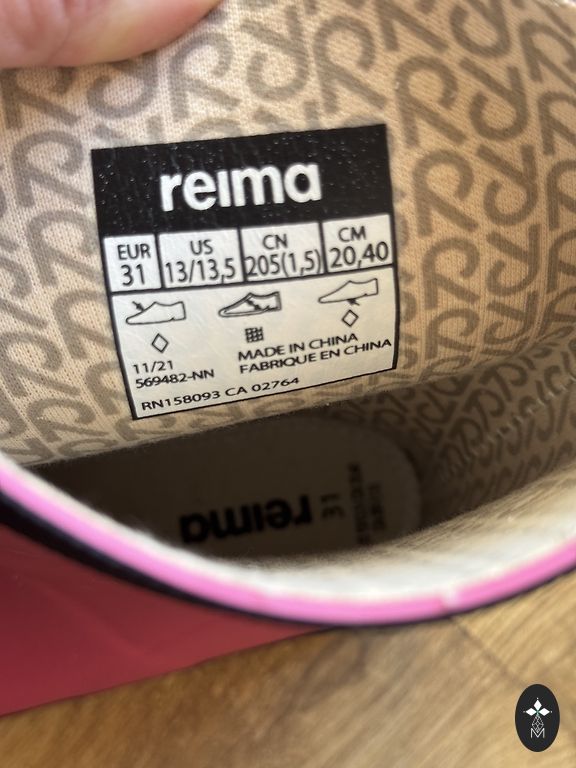 reima
EUR US CN CM
31 13/13,5 205(1,5) 20,40
11/21
569482-NN
MADE IN CHINA
FABRIQUE EN CHINA
RN158093 CA 02764
reima 31
M